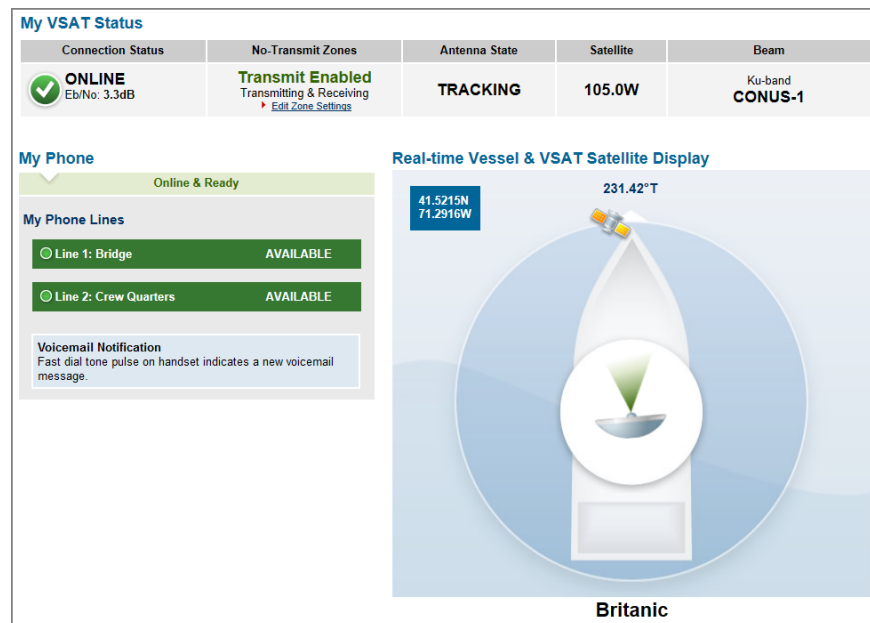 My VSAT Status
Connection Status No-Transmit Zones Antenna State Satellite Beam
ONLINE
Eb/No: 3.3dB
Transmit Enabled
Transmitting & Receiving
Edit Zone Settings
TRACKING
105.0W
Ku-band
CONUS-1
My Phone
Online & Ready
My Phone Lines
Line 1: Bridge AVAILABLE
Line 2: Crew Quarters AVAILABLE
Voicemail Notification
Fast dial tone pulse on handset indicates a new voicemail
message.
Real-time Vessel & VSAT Satellite Display
41.5215N
71.2916W
231.42°T
Britanic